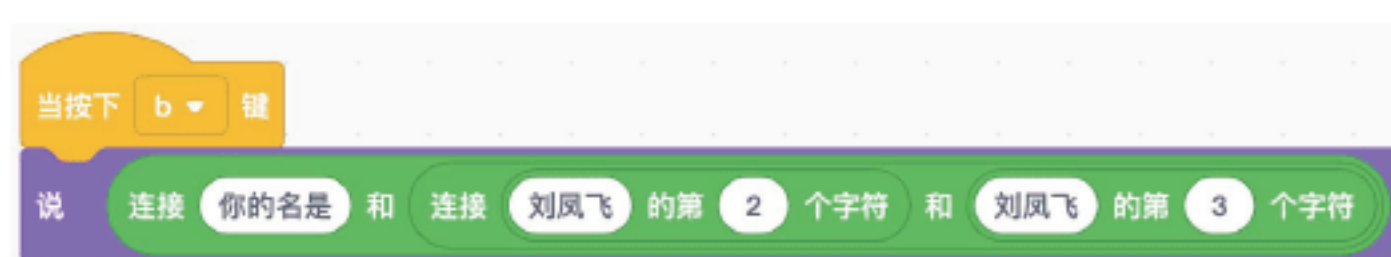 当按下 b 键
说 连接 你的名是 和 连接 刘凤飞 的第 2 个字符 和 刘凤飞 的第 3 个字符